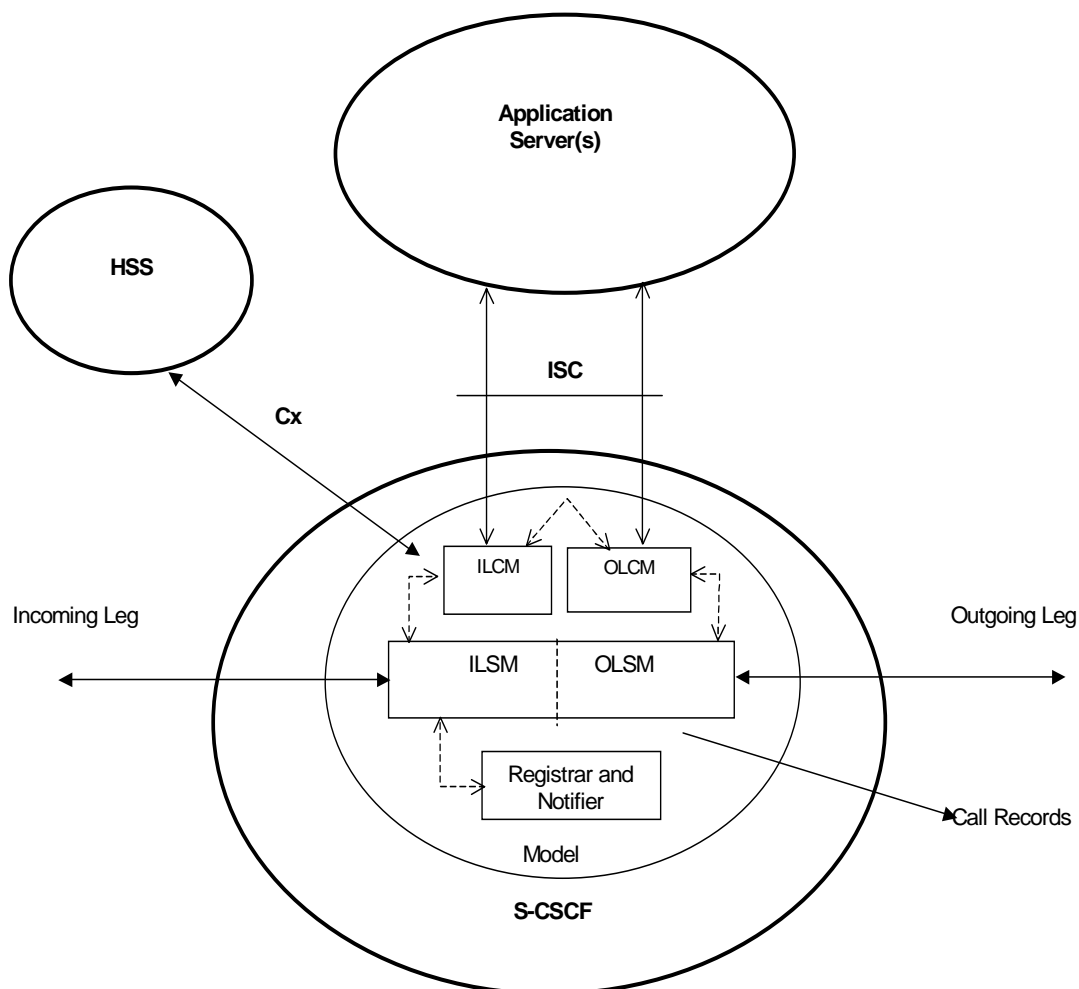 Application
Server(s)
HSS
ISC
Cx
ILCM
OLCM
Incoming Leg
Outgoing Leg
ILSM
OLSM
Registrar and
Notifier
Call Records
Model
S-CSCF